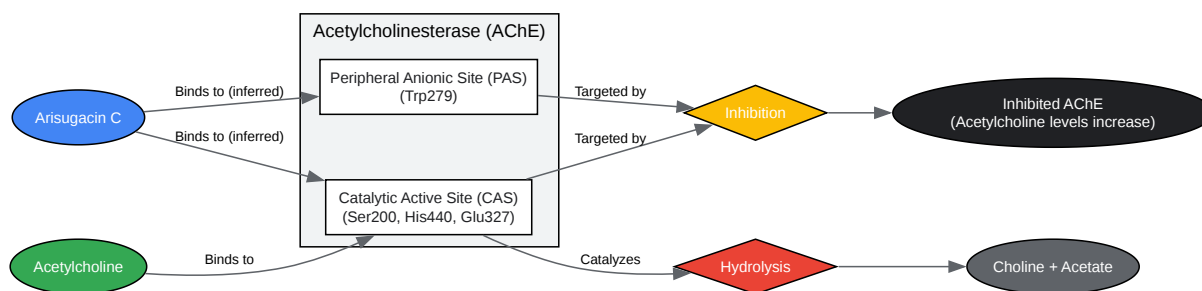 Acetylcholinesterase (AChE)
Peripheral Anionic Site (PAS)
(Trp279)
Binds to (inferred)
Targeted by
Arisugacin C
Inhibition
Inhibited AChE
(Acetylcholine levels increase)
Binds to (inferred)
Targeted by
Catalytic Active Site (CAS)
(Ser200, His440, Glu327)
Acetylcholine
Binds to
Catalyzes
Hydrolysis
Choline + Acetate